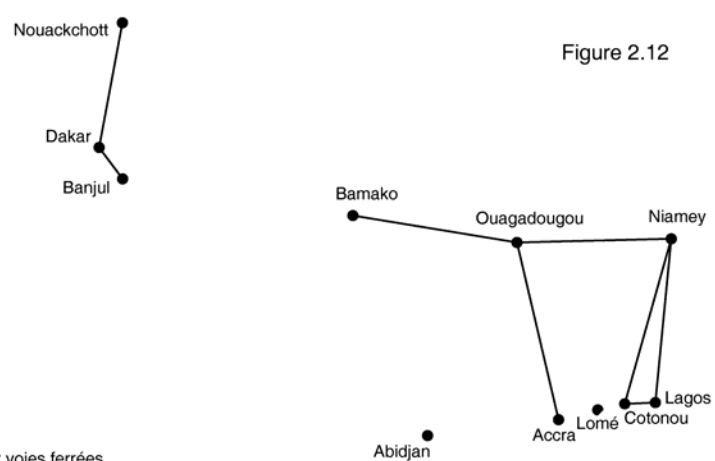 Nouackchott
Figure 2.12
Dakar
Banjul
Bamako
Ouagadougou
Niamey
Lagos
Cotonou
Lomé
Accra
Abidjan
voies ferrées